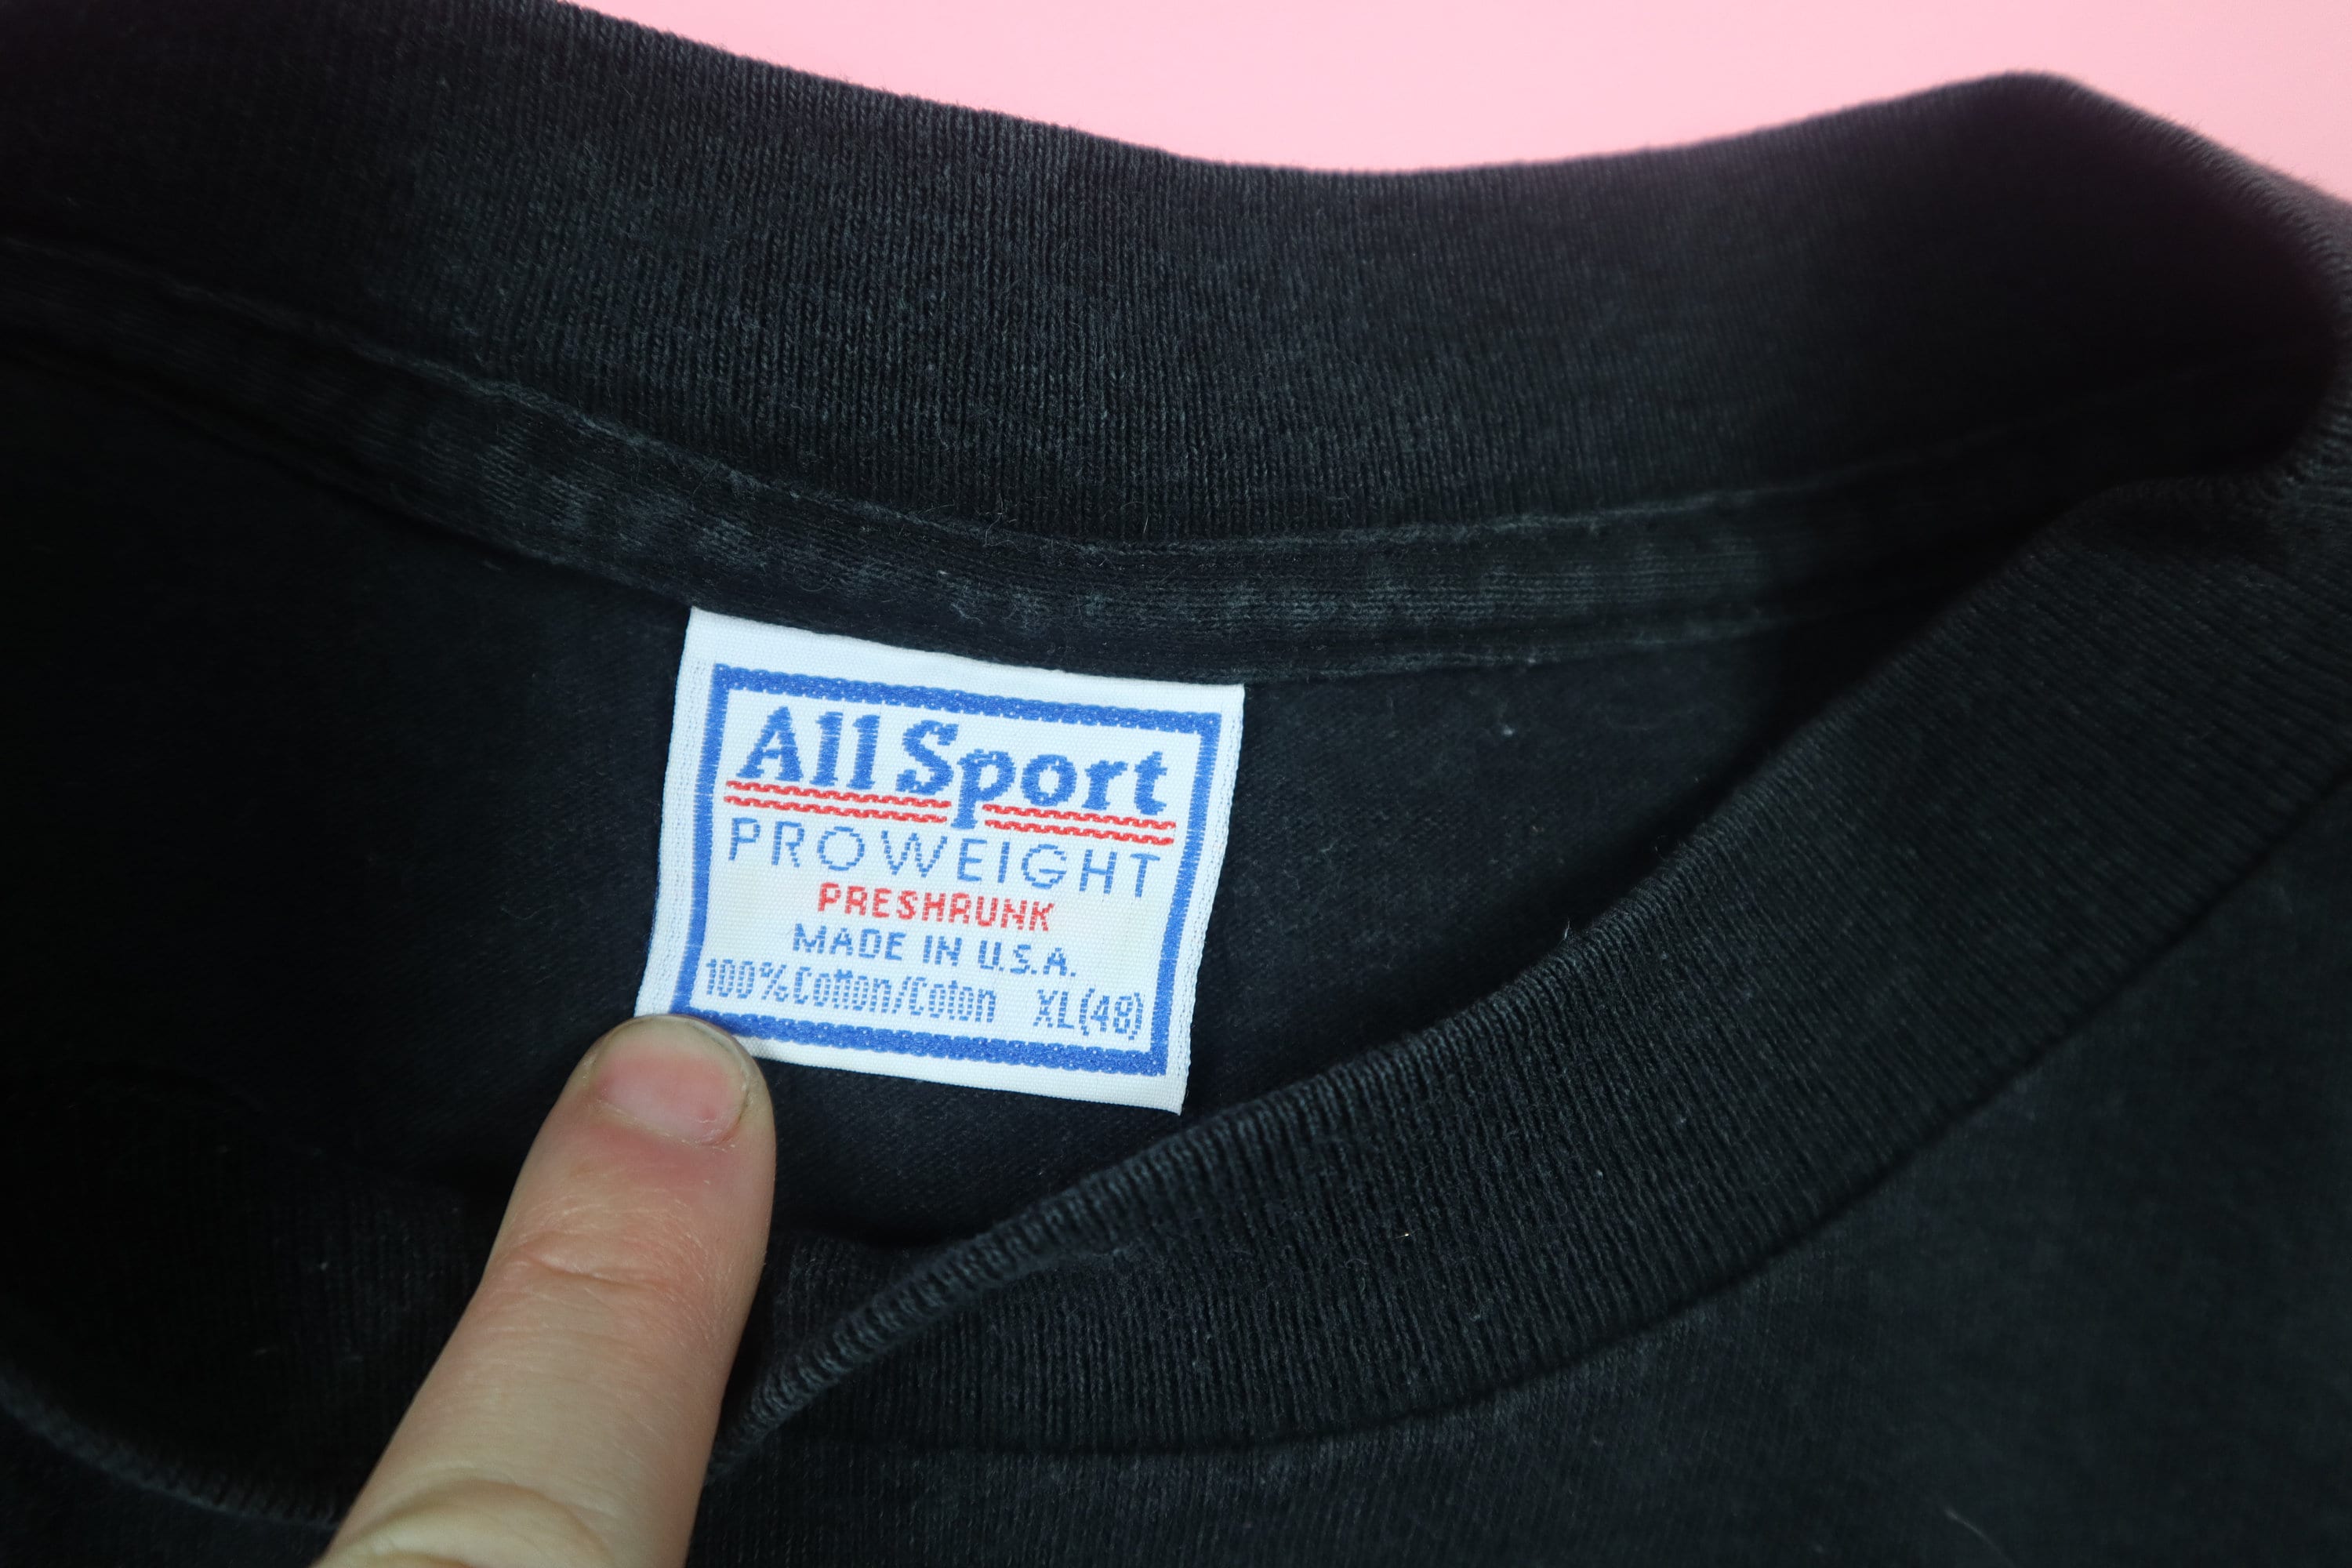 All Sport
PROWEIGHT
PRESHRUNK
MADE IN U.S.A.
100% Cotton/Coton XL(48)